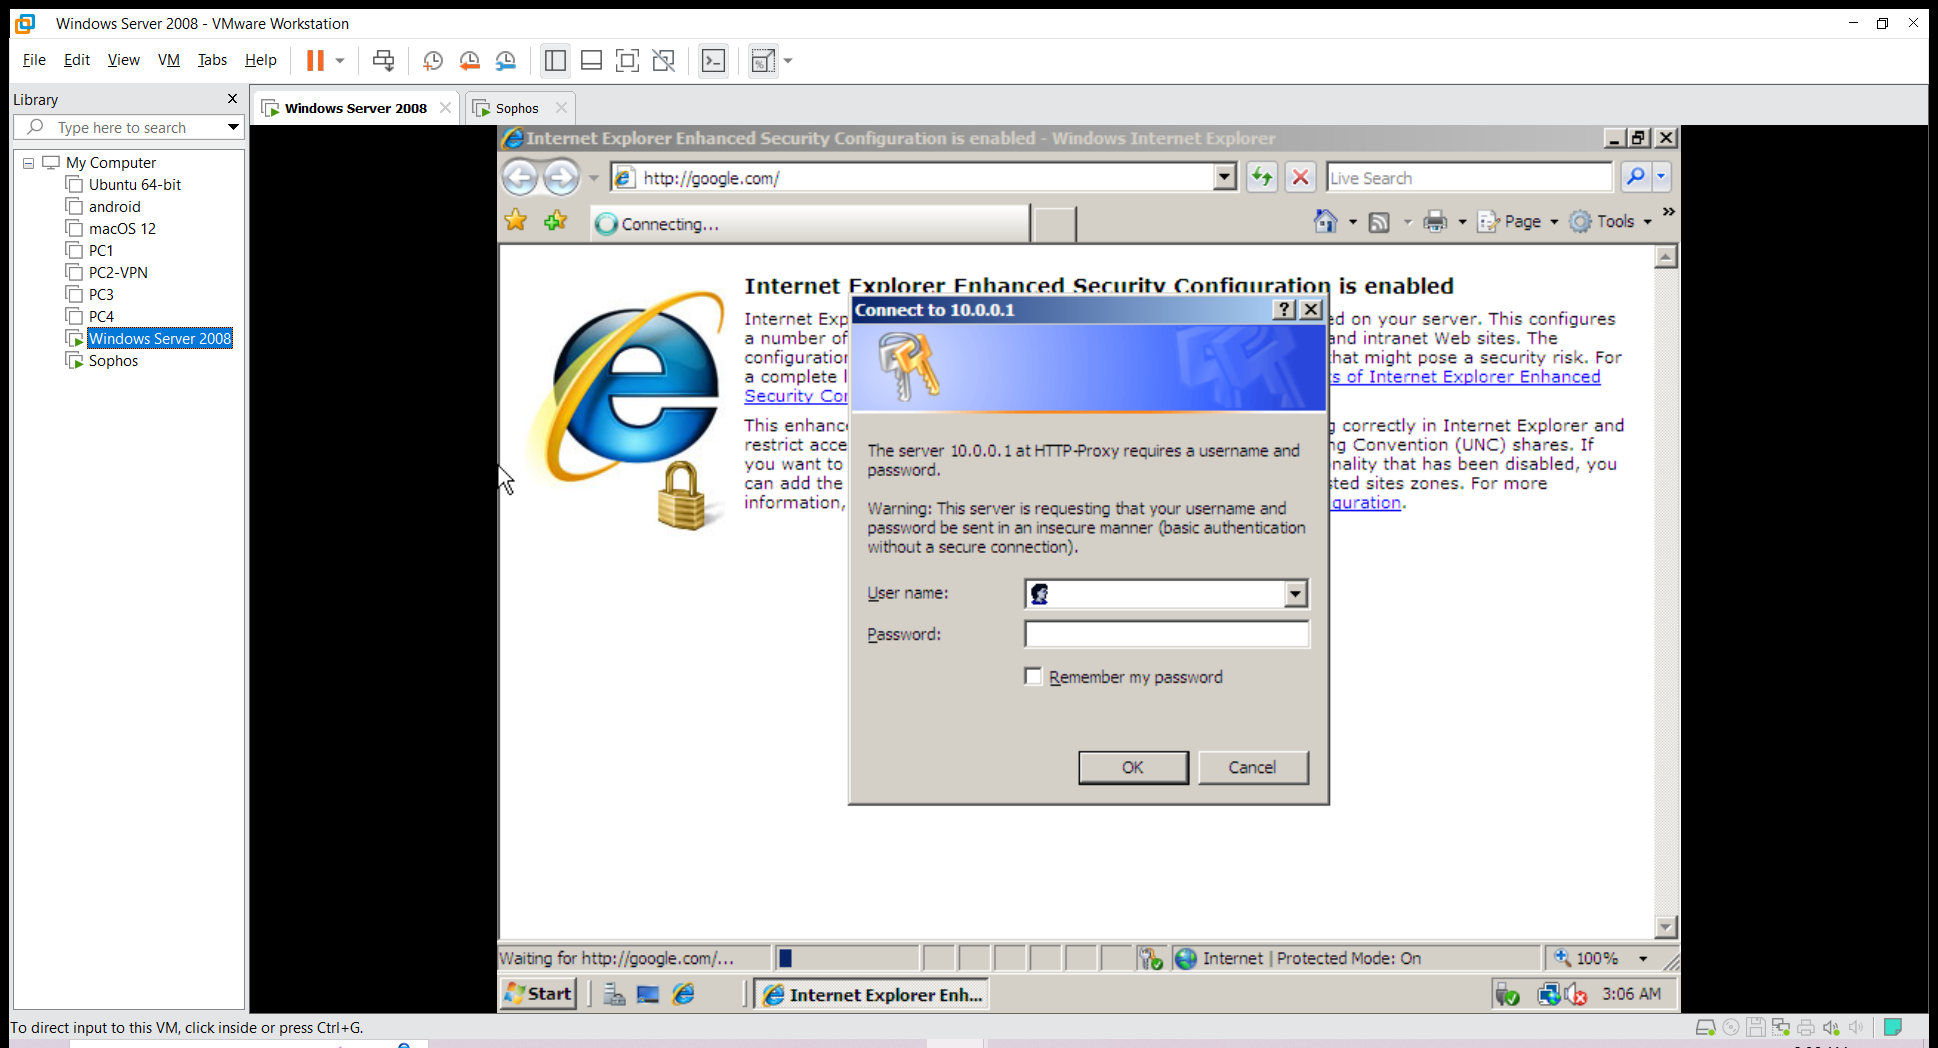 Windows Server 2008 - VMware Workstation
File Edit View VM Tabs Help
Library
Type here to search
My Computer
Ubuntu 64-bit
android
macOS 12
PC1
PC2-VPN
PC3
PC4
Windows Server 2008
Sophos
Windows Server 2008
Sophos
Internet Explorer Enhanced Security Configuration is enabled - Windows Internet Explorer
http://google.com/
Live Search
Connecting...
Page
Tools
Internet Explorer Enhanced Security Configuration is enabled
Internet Exp
d on your server. This configures
a number of
and intranet Web sites. The
configuration
hat might pose a security risk. For
a complete l
s of Internet Explorer Enhanced
Security Co
This enhanc
g correctly in Internet Explorer and
restrict acce
ng Convention (UNC) shares. If
you want to
nality that has been disabled, you
can add the
ted sites zones. For more
information,
guration.
Connect to 10.0.0.1
The server 10.0.0.1 at HTTP-Proxy requires a username and
password.
Warning: This server is requesting that your username and
password be sent in an insecure manner (basic authentication
without a secure connection).
User name:
Password:
Remember my password
OK
Cancel
Waiting for http://google.com/...
Internet | Protected Mode: On
100%
Start
Internet Explorer Enh...
3:06 AM
To direct input to this VM, click inside or press Ctrl+G.